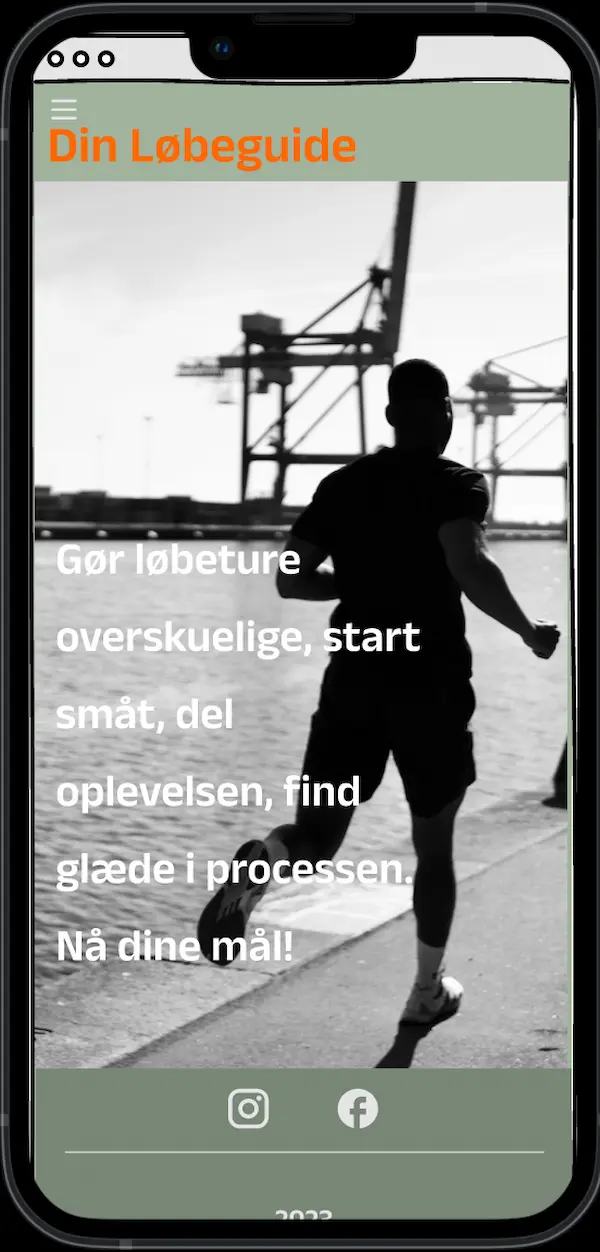 Din Løbeguide
Gør løbeture
overskuelige, start
småt, del
oplevelsen, find
glæde i processen.
Nå dine mål!
2023